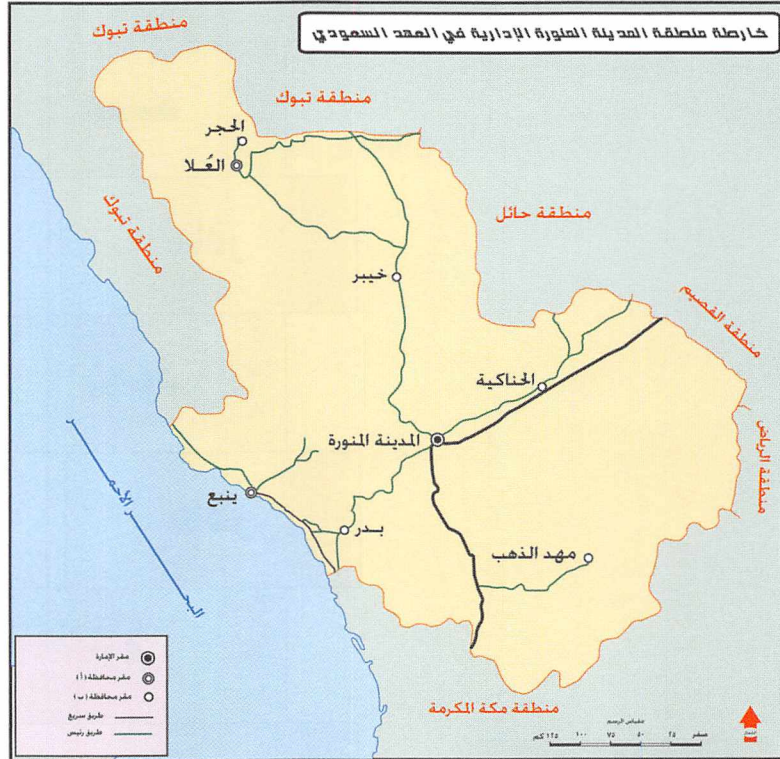 خارطة منطقة المدينة المنورة الإدارية في العهد السعودي
منطقة تبوك
منطقة تبوك
الحجر
العُلا
منطقة تبوك
منطقة حائل
خيبر
منطقة القصيم
الحناكية
المدينة المنورة
منطقة الرياض
ينبع
بدر
مهد الذهب
البحر الأحمر
منطقة مكة المكرمة
مقر الإمارة
مقر محافظة (أ)
مقر محافظة (ب)
طريق سريع
طريق رئيس
مقياس الرسم
صفر ٢٥ ٥٠ ٧٥ ١٠٠ ١٢٥ كم